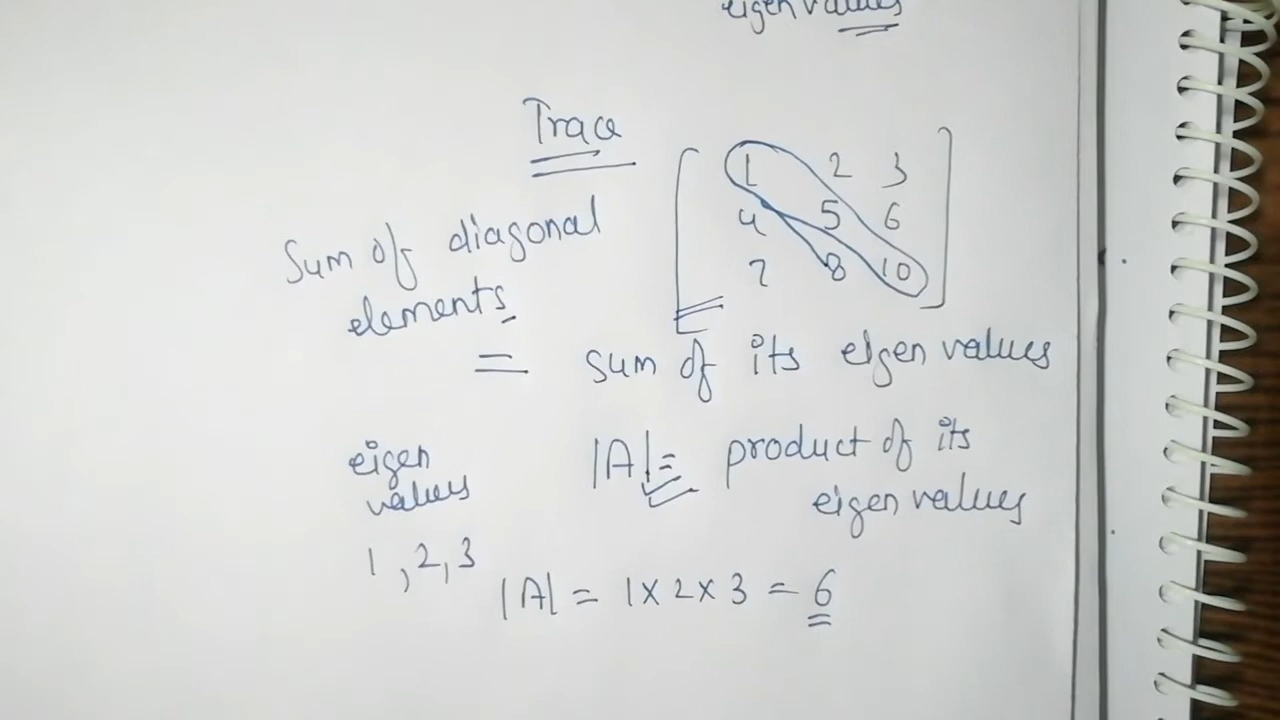 eigen values
Trace
1 2 3
4 5 6
7 8 10
Sum of diagonal
elements
= sum of its eigen values
eigen
values
1, 2, 3
|A| = product of its
eigen values
|A| = 1 x 2 x 3 = 6